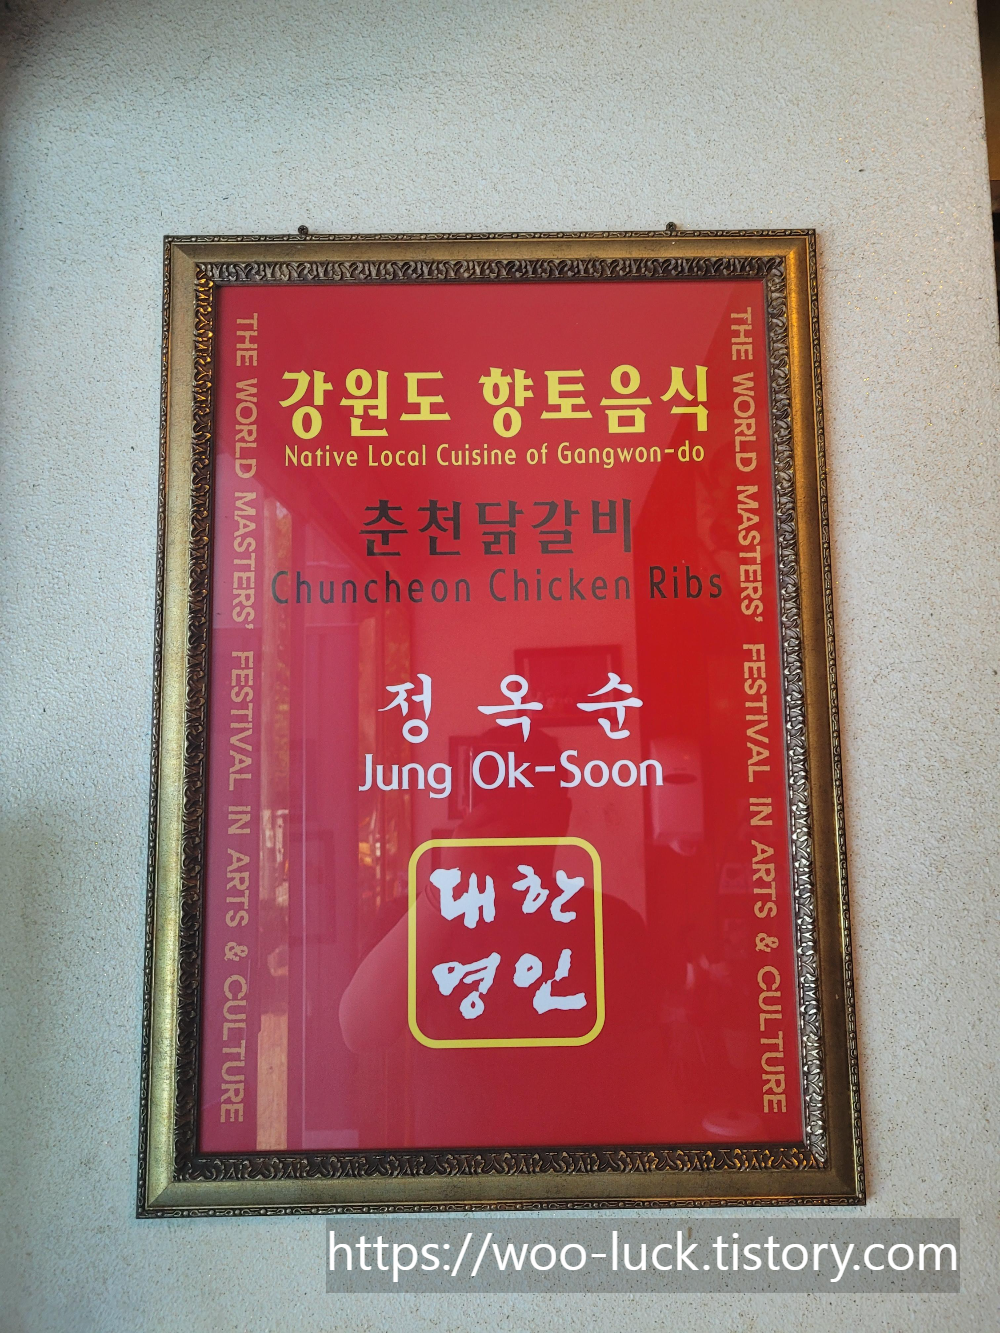 강원도 향토음식
Native Local Cuisine of Gangwon-do
춘천닭갈비
Chuncheon Chicken Ribs
정 옥 순
Jung Ok-Soon
대한
명인
THE WORLD MASTERS' FESTIVAL IN ARTS & CULTURE
THE WORLD MASTERS' FESTIVAL IN ARTS & CULTURE
https://woo-luck.tistory.com